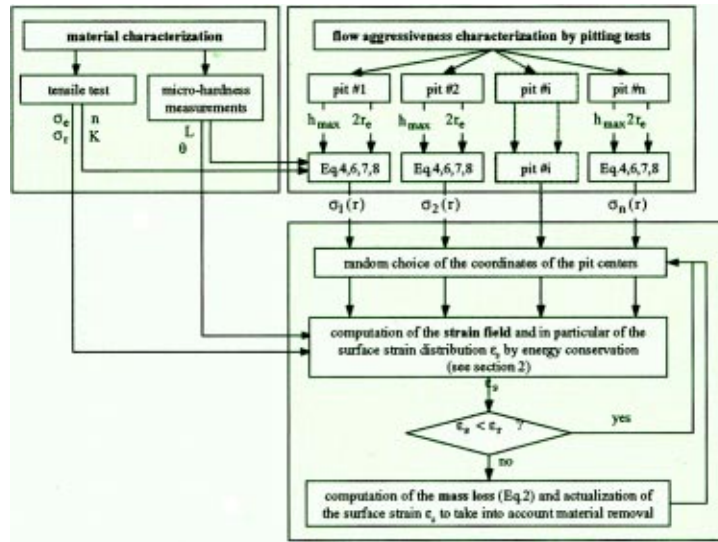 material characterization
flow aggressiveness characterization by pitting tests
tensile test
micro-hardness
measurements
pit #1
pit #2
pit #i
pit #n
σe n
σr K
L
θ
hmax 2re
hmax 2re
hmax 2re
Eq.4,6,7,8
Eq.4,6,7,8
pit #i
Eq.4,6,7,8
σ1(r)
σ2(r)
σn(r)
random choice of the coordinates of the pit centers
computation of the strain field and in particular of the
surface strain distribution εs by energy conservation
(see section 2)
εs
εs < εr ?
yes
no
computation of the mass loss (Eq.2) and actualization of
the surface strain εs to take into account material removal